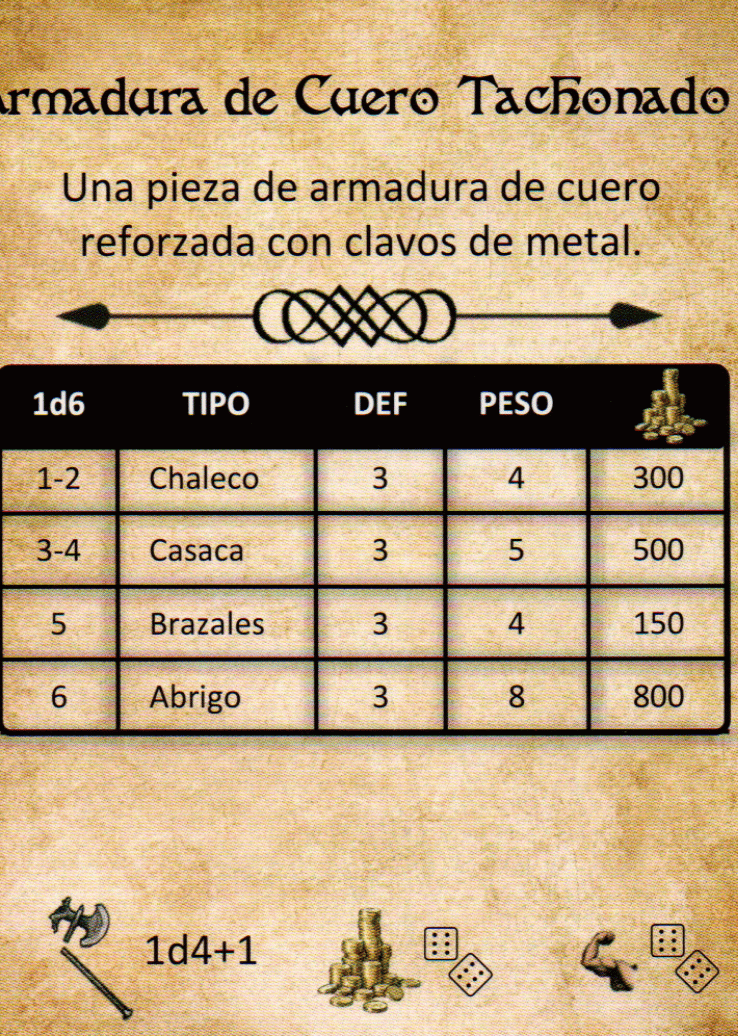 Armadura de Cuero Tachonado
Una pieza de armadura de cuero
reforzada con clavos de metal.
1d6 TIPO DEF PESO
1-2 Chaleco 3 4 300
3-4 Casaca 3 5 500
5 Brazales 3 4 150
6 Abrigo 3 8 800
1d4+1